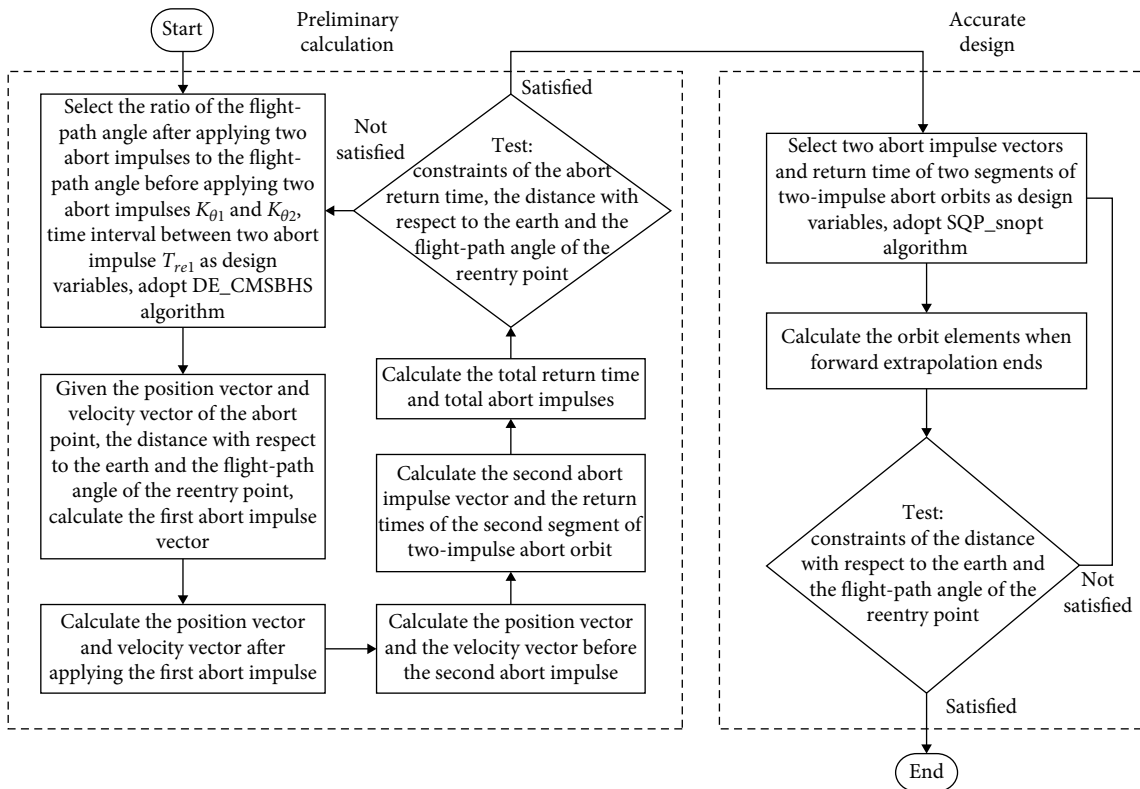 Start
Preliminary
calculation
Select the ratio of the flight-
path angle after applying two
abort impulses to the flight-
path angle before applying two
abort impulses Kθ1 and Kθ2,
time interval between two abort
impulse Tre1 as design
variables, adopt DE_CMSBHS
algorithm
Given the position vector and
velocity vector of the abort
point, the distance with respect
to the earth and the flight-path
angle of the reentry point,
calculate the first abort impulse
vector
Calculate the position vector
and velocity vector after
applying the first abort impulse
Calculate the position vector
and the velocity vector before
the second abort impulse
Calculate the second abort
impulse vector and the return
times of the second segment of
two-impulse abort orbit
Calculate the total return time
and total abort impulses
Test:
constraints of the abort
return time, the distance with
respect to the earth and the
flight-path angle of the
reentry point
Not
satisfied
Satisfied
Accurate
design
Select two abort impulse vectors
and return time of two segments of
two-impulse abort orbits as design
variables, adopt SQP_snopt
algorithm
Calculate the orbit elements when
forward extrapolation ends
Test:
constraints of the distance
with respect to the earth and
the flight-path angle of the
reentry point
Not
satisfied
Satisfied
End